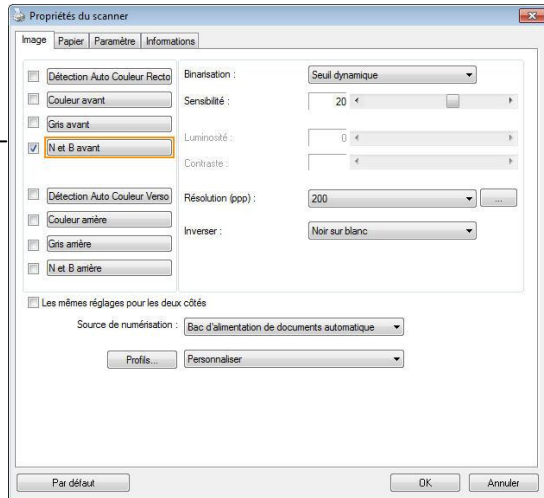 Propriétés du scanner
Image Papier Paramètre Informations
Détection Auto Couleur Recto
Couleur avant
Gris avant
N et B avant
Détection Auto Couleur Verso
Couleur arrière
Gris arrière
N et B arrière
Binarisation : Seuil dynamique
Sensibilité : 20
Luminosité : 0
Contraste :
Résolution (ppp) : 200 ...
Inverser : Noir sur blanc
Les mêmes réglages pour les deux côtés
Source de numérisation : Bac d'alimentation de documents automatique
Profils... Personnaliser
Par défaut OK Annuler